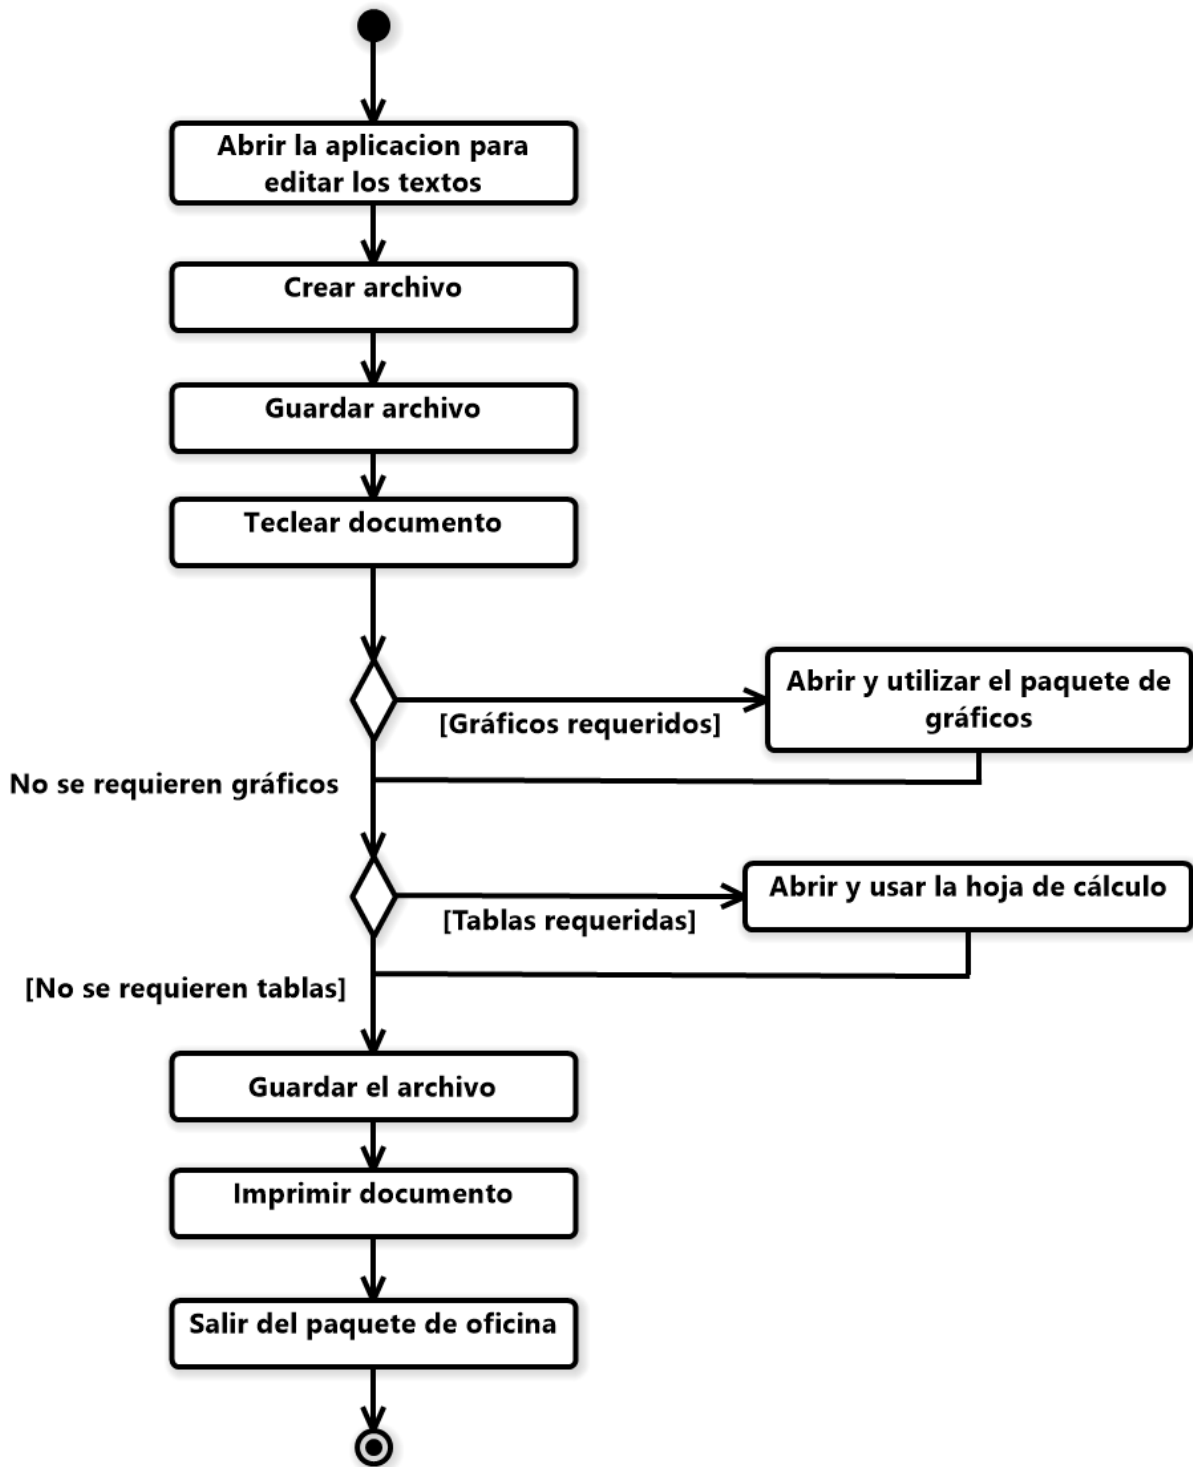 Abrir la aplicacion para
editar los textos
Crear archivo
Guardar archivo
Teclear documento
Abrir y utilizar el paquete de
gráficos
[Gráficos requeridos]
No se requieren gráficos
Abrir y usar la hoja de cálculo
[Tablas requeridas]
[No se requieren tablas]
Guardar el archivo
Imprimir documento
Salir del paquete de oficina